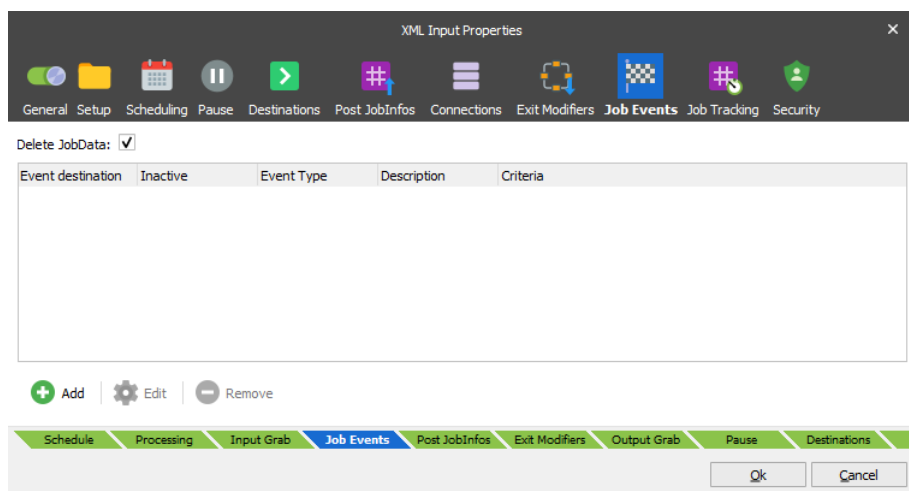 XML Input Properties
General Setup Scheduling Pause Destinations Post JobInfos Connections Exit Modifiers Job Events Job Tracking Security
Delete JobData:
Event destination Inactive Event Type Description Criteria
Add Edit Remove
Schedule Processing Input Grab Job Events Post JobInfos Exit Modifiers Output Grab Pause Destinations
Ok Cancel